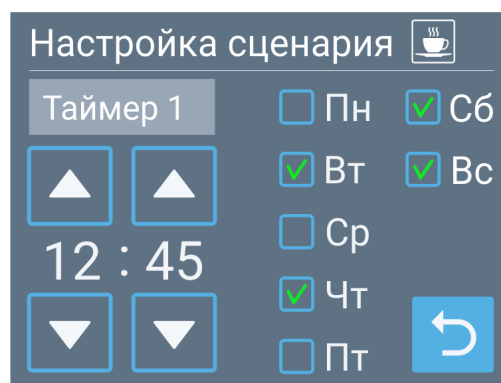 Настройка сценария
Таймер 1
12 : 45
Пн
Вт
Ср
Чт
Пт
Сб
Вс